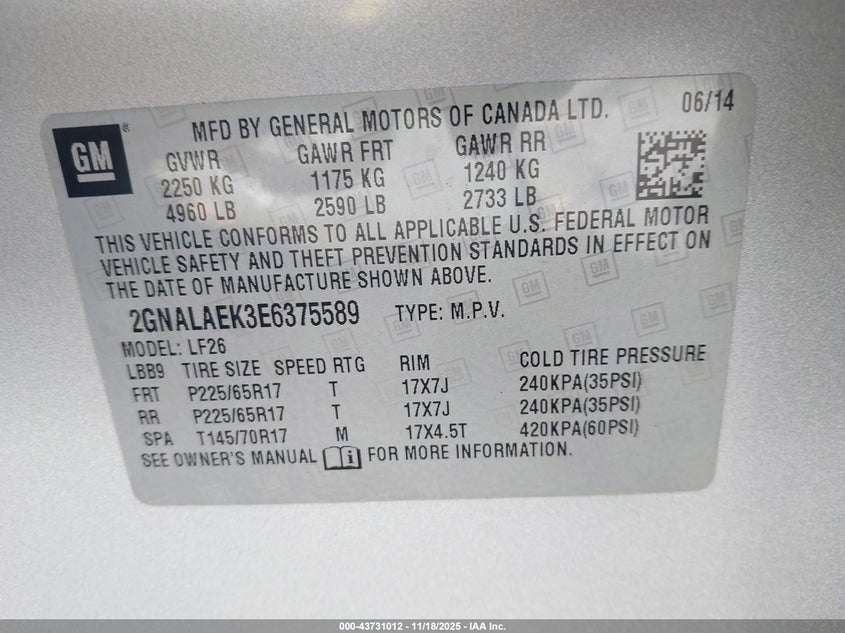 GM
MFD BY GENERAL MOTORS OF CANADA LTD. 06/14
GVWR GAWR FRT GAWR RR
2250 KG 1175 KG 1240 KG
4960 LB 2590 LB 2733 LB
THIS VEHICLE CONFORMS TO ALL APPLICABLE U.S. FEDERAL MOTOR
VEHICLE SAFETY AND THEFT PREVENTION STANDARDS IN EFFECT ON
THE DATE OF MANUFACTURE SHOWN ABOVE.
2GNALAEK3E6375589 TYPE: M.P.V.
MODEL: LF26
LBB9 TIRE SIZE SPEED RTG RIM COLD TIRE PRESSURE
FRT P225/65R17 T 17X7J 240KPA(35PSI)
RR P225/65R17 T 17X7J 240KPA(35PSI)
SPA T145/70R17 M 17X4.5T 420KPA(60PSI)
SEE OWNER'S MANUAL FOR MORE INFORMATION.
000-43731012 - 11/18/2025 - IAA Inc.